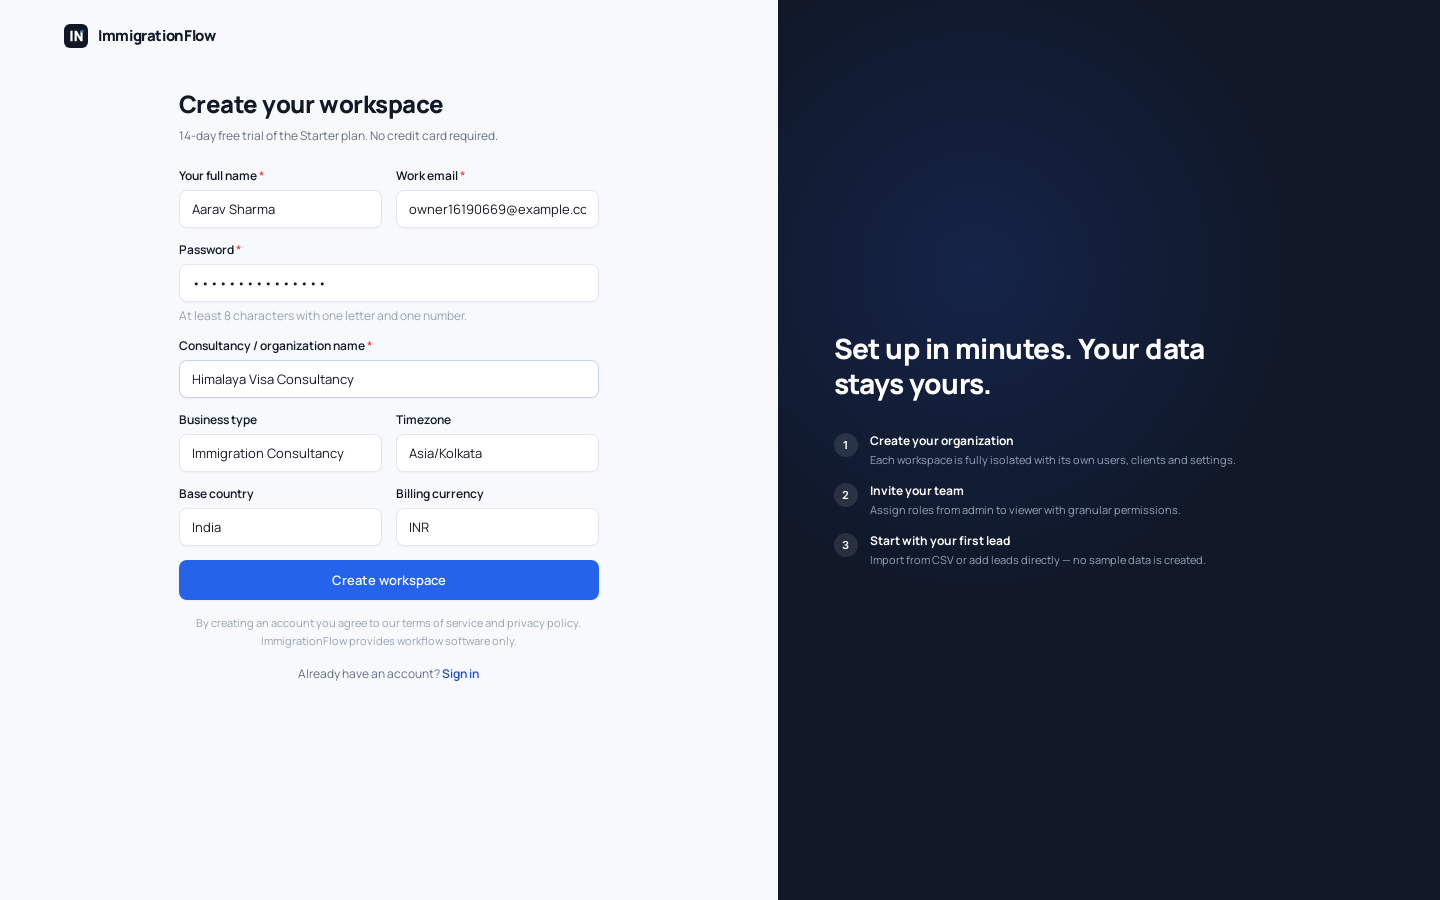 IN ImmigrationFlow
Create your workspace
14-day free trial of the Starter plan. No credit card required.
Your full name *
Work email *
Aarav Sharma
owner16190669@example.cc
Password *
•••••••••••••••
At least 8 characters with one letter and one number.
Consultancy / organization name *
Himalaya Visa Consultancy
Business type
Timezone
Immigration Consultancy
Asia/Kolkata
Base country
Billing currency
India
INR
Create workspace
By creating an account you agree to our terms of service and privacy policy.
ImmigrationFlow provides workflow software only.
Already have an account? Sign in
Set up in minutes. Your data
stays yours.
1 Create your organization
Each workspace is fully isolated with its own users, clients and settings.
2 Invite your team
Assign roles from admin to viewer with granular permissions.
3 Start with your first lead
Import from CSV or add leads directly — no sample data is created.